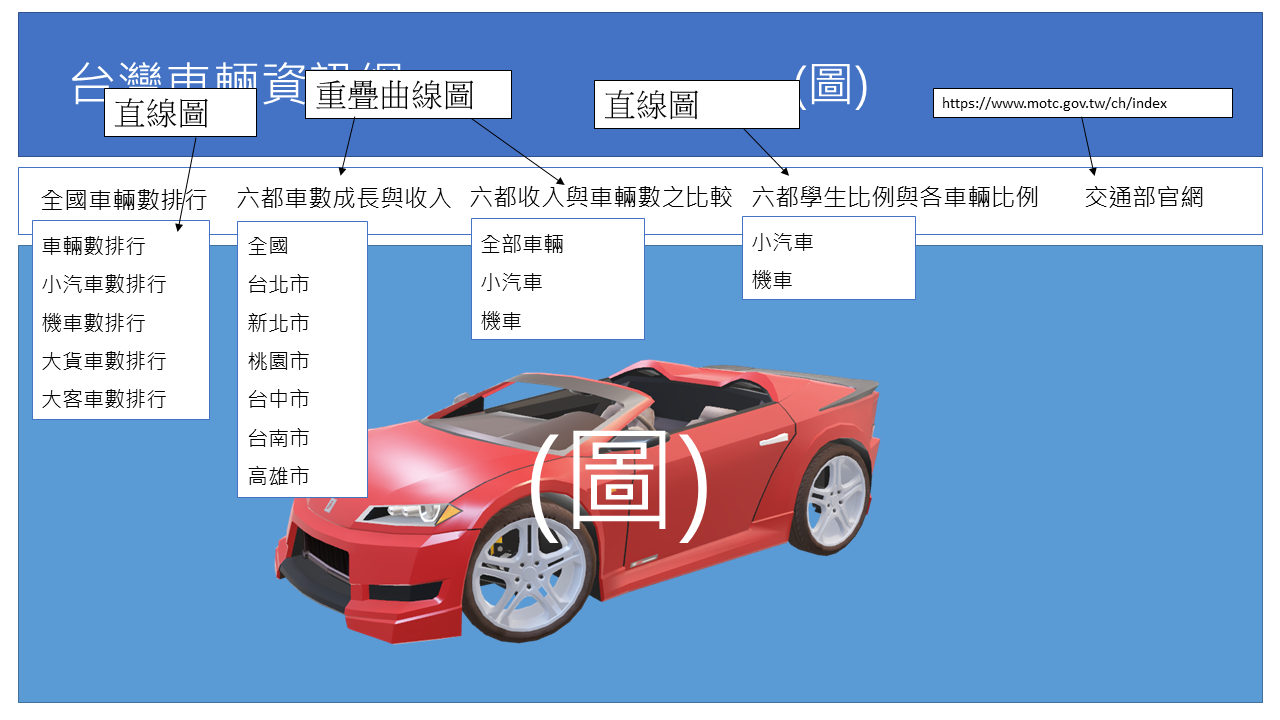 台灣車輛資訊網
(圖)
直線圖
重疊曲線圖
直線圖
https://www.motc.gov.tw/ch/index
全國車輛數排行
六都車數成長與收入
六都收入與車輛數之比較
六都學生比例與各車輛比例
交通部官網
車輛數排行
小汽車數排行
機車數排行
大貨車數排行
大客車數排行
全國
台北市
新北市
桃園市
台中市
台南市
高雄市
全部車輛
小汽車
機車
小汽車
機車
(圖)